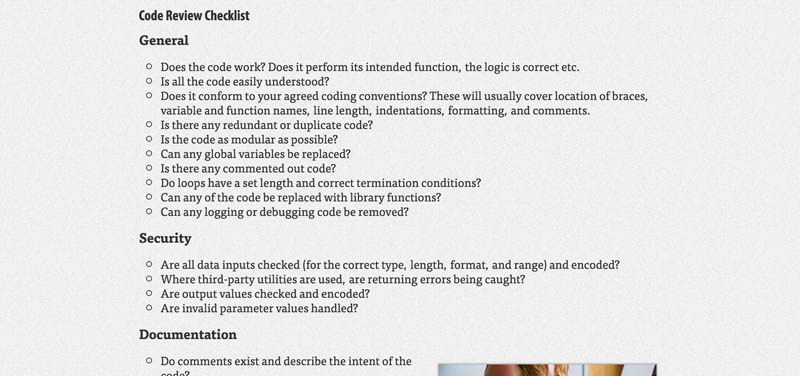 Code Review Checklist
General
Does the code work? Does it perform its intended function, the logic is correct etc.
Is all the code easily understood?
Does it conform to your agreed coding conventions? These will usually cover location of braces,
variable and function names, line length, indentations, formatting, and comments.
Is there any redundant or duplicate code?
Is the code as modular as possible?
Can any global variables be replaced?
Is there any commented out code?
Do loops have a set length and correct termination conditions?
Can any of the code be replaced with library functions?
Can any logging or debugging code be removed?
Security
Are all data inputs checked (for the correct type, length, format, and range) and encoded?
Where third-party utilities are used, are returning errors being caught?
Are output values checked and encoded?
Are invalid parameter values handled?
Documentation
Do comments exist and describe the intent of the
code?